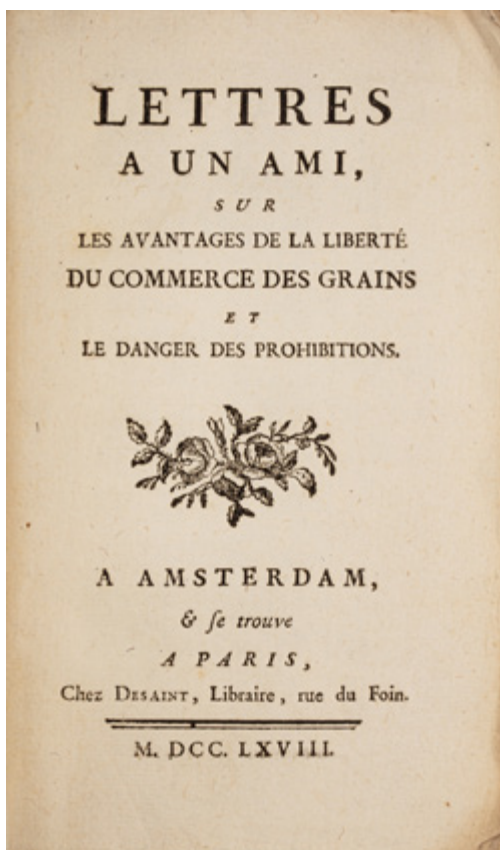 LETTRES
A UN AMI,
SUR
LES AVANTAGES DE LA LIBERTÉ
DU COMMERCE DES GRAINS
ET
LE DANGER DES PROHIBITIONS.
A AMSTERDAM,
& ſe trouve
A PARIS,
Chez DESAINT, Libraire, rue du Foin.
M. DCC. LXVIII.